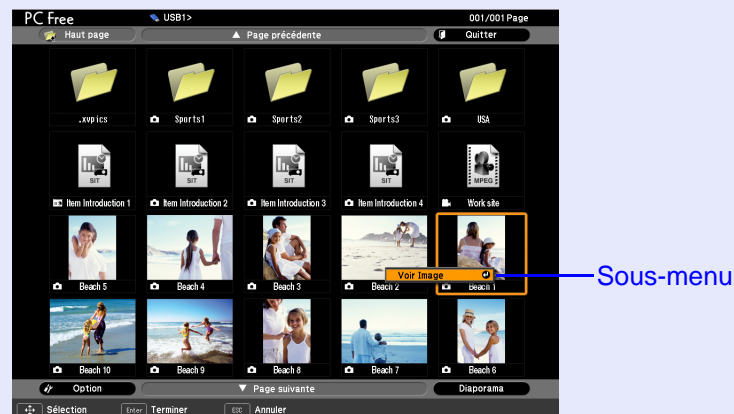 PC Free USB1> 001/001 Page
Haut page Page précédente Quitter
.xvpics Sports1 Sports2 Sports3 USA
SIT SIT SIT SIT MPEG
Item Introduction 1 Item Introduction 2 Item Introduction 3 Item Introduction 4 Work site
Voir Image Sous-menu
Beach 5 Beach 4 Beach 3 Beach 2 Beach 1
Beach 10 Beach 9 Beach 8 Beach 7 Beach 6
Option Page suivante Diaporama
Sélection Enter Terminer ESC Annuler